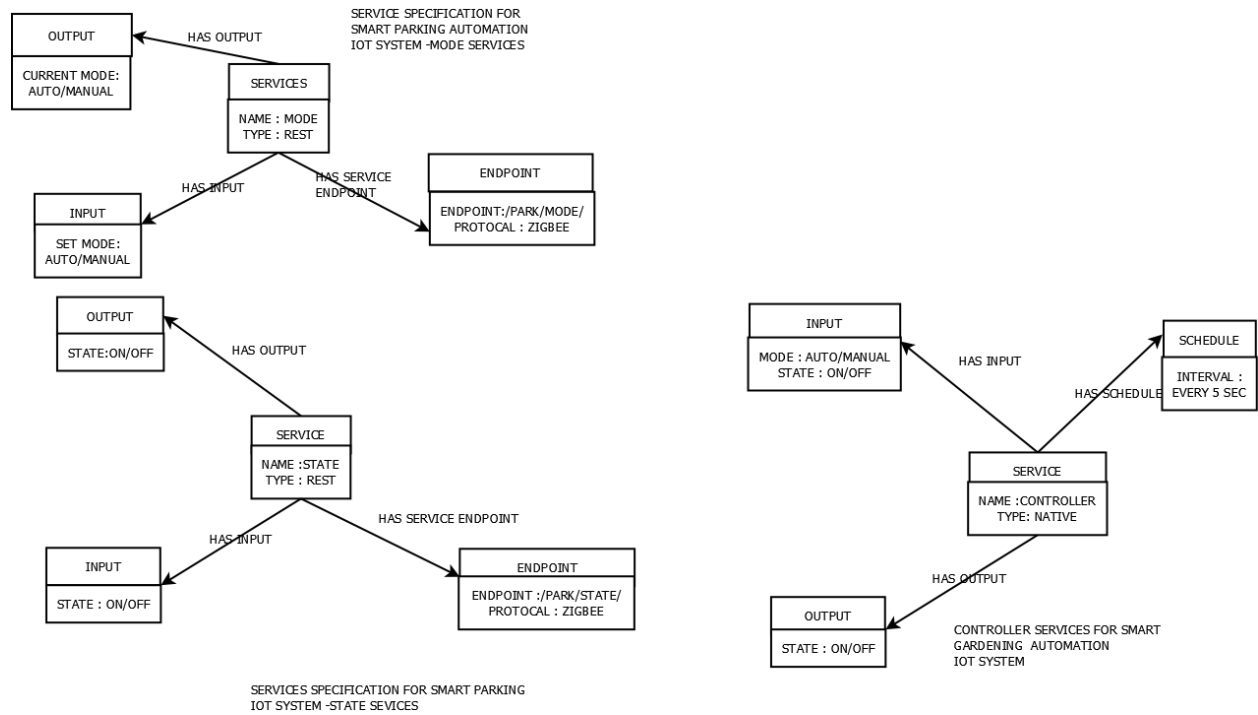 SERVICE SPECIFICATION FOR
SMART PARKING AUTOMATION
IOT SYSTEM -MODE SERVICES
OUTPUT
CURRENT MODE:
AUTO/MANUAL
HAS OUTPUT
SERVICES
NAME : MODE
TYPE : REST
HAS INPUT
HAS SERVICE
ENDPOINT
INPUT
SET MODE:
AUTO/MANUAL
ENDPOINT
ENDPOINT:/PARK/MODE/
PROTOCAL : ZIGBEE
OUTPUT
STATE:ON/OFF
HAS OUTPUT
SERVICE
NAME :STATE
TYPE : REST
HAS INPUT
HAS SERVICE ENDPOINT
INPUT
STATE : ON/OFF
ENDPOINT
ENDPOINT :/PARK/STATE/
PROTOCAL : ZIGBEE
SERVICES SPECIFICATION FOR SMART PARKING
IOT SYSTEM -STATE SEVICES
INPUT
MODE : AUTO/MANUAL
STATE : ON/OFF
HAS INPUT
SCHEDULE
INTERVAL :
EVERY 5 SEC
HAS SCHEDULE
SERVICE
NAME :CONTROLLER
TYPE: NATIVE
HAS OUTPUT
OUTPUT
STATE : ON/OFF
CONTROLLER SERVICES FOR SMART
GARDENING AUTOMATION
IOT SYSTEM